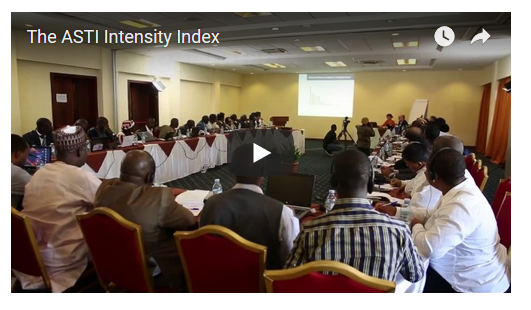 The ASTI Intensity Index